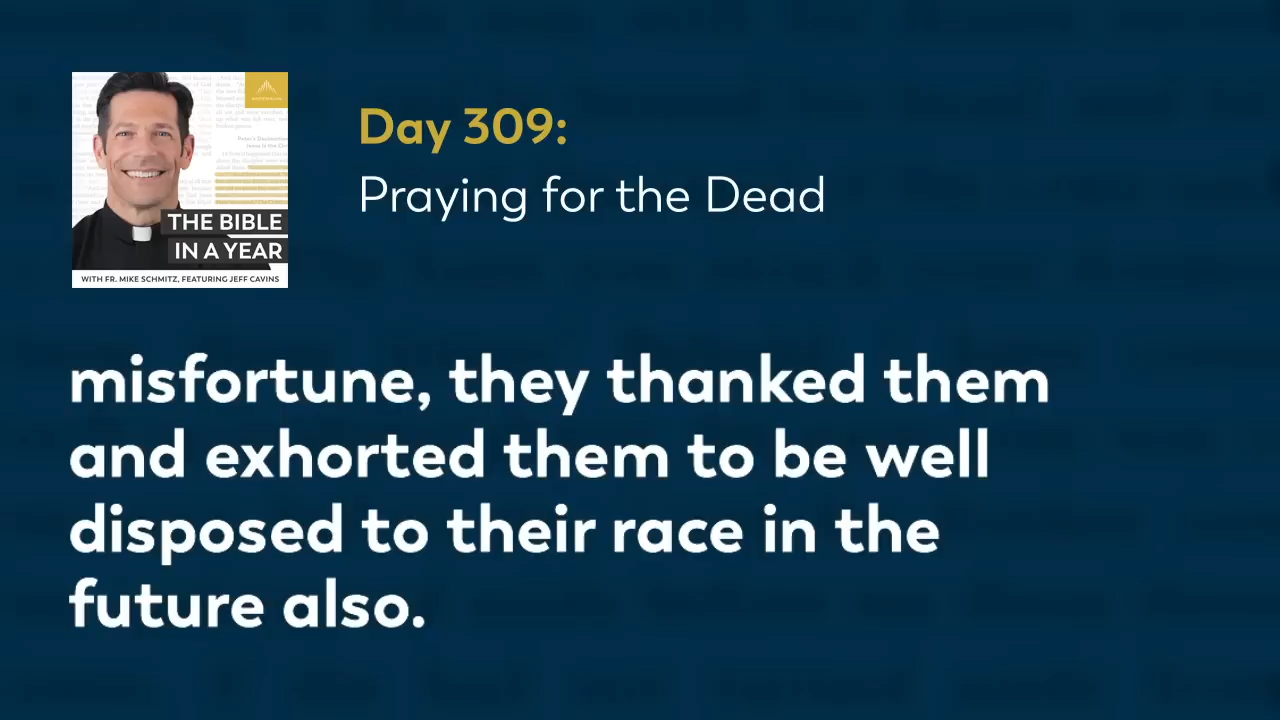 Day 309:
Praying for the Dead
THE BIBLE
IN A YEAR
WITH FR. MIKE SCHMITZ, FEATURING JEFF CAVINS
misfortune, they thanked them
and exhorted them to be well
disposed to their race in the
future also.